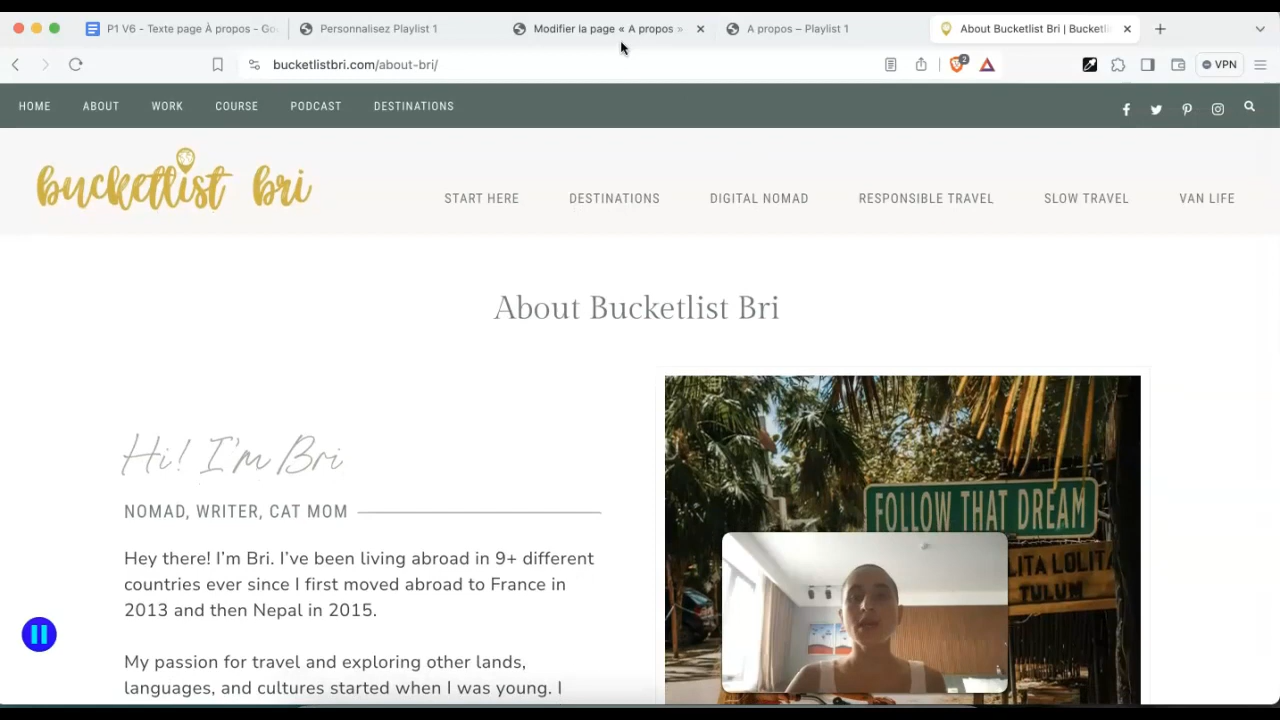 P1 V6 - Texte page À propos - Go
Personnalisez Playlist 1
Modifier la page « A propos »
A propos – Playlist 1
About Bucketlist Bri | Bucketli
bucketlistbri.com/about-bri/
2
VPN
HOME
ABOUT
WORK
COURSE
PODCAST
DESTINATIONS
bucketlist bri
START HERE
DESTINATIONS
DIGITAL NOMAD
RESPONSIBLE TRAVEL
SLOW TRAVEL
VAN LIFE
About Bucketlist Bri
Hi! I'm Bri
NOMAD, WRITER, CAT MOM
Hey there! I'm Bri. I've been living abroad in 9+ different
countries ever since I first moved abroad to France in
2013 and then Nepal in 2015.
My passion for travel and exploring other lands,
languages, and cultures started when I was young. I
FOLLOW THAT DREAM
LITA LOLITA
TULUM